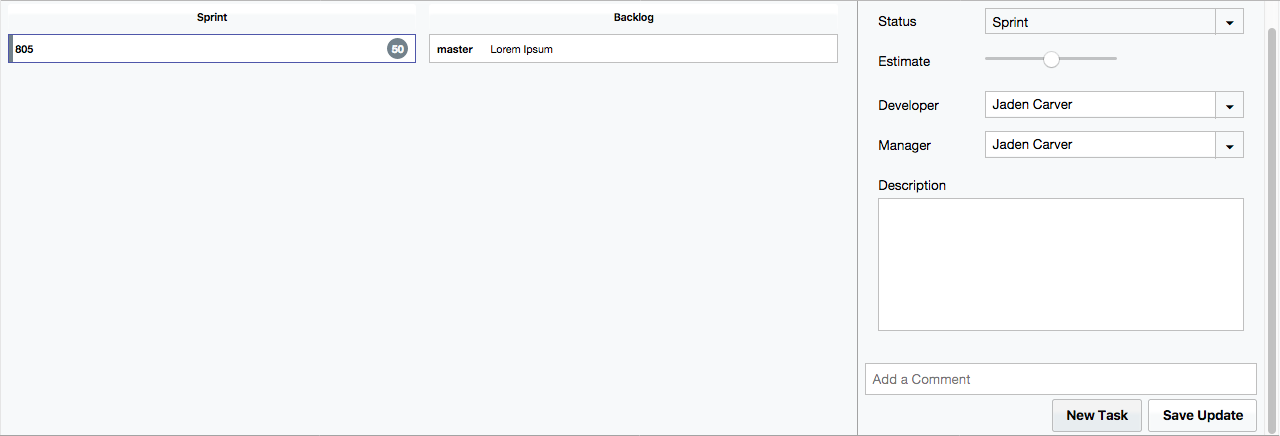 Sprint
805 50
Backlog
master Lorem Ipsum
Status Sprint
Estimate
Developer Jaden Carver
Manager Jaden Carver
Description
Add a Comment
New Task Save Update